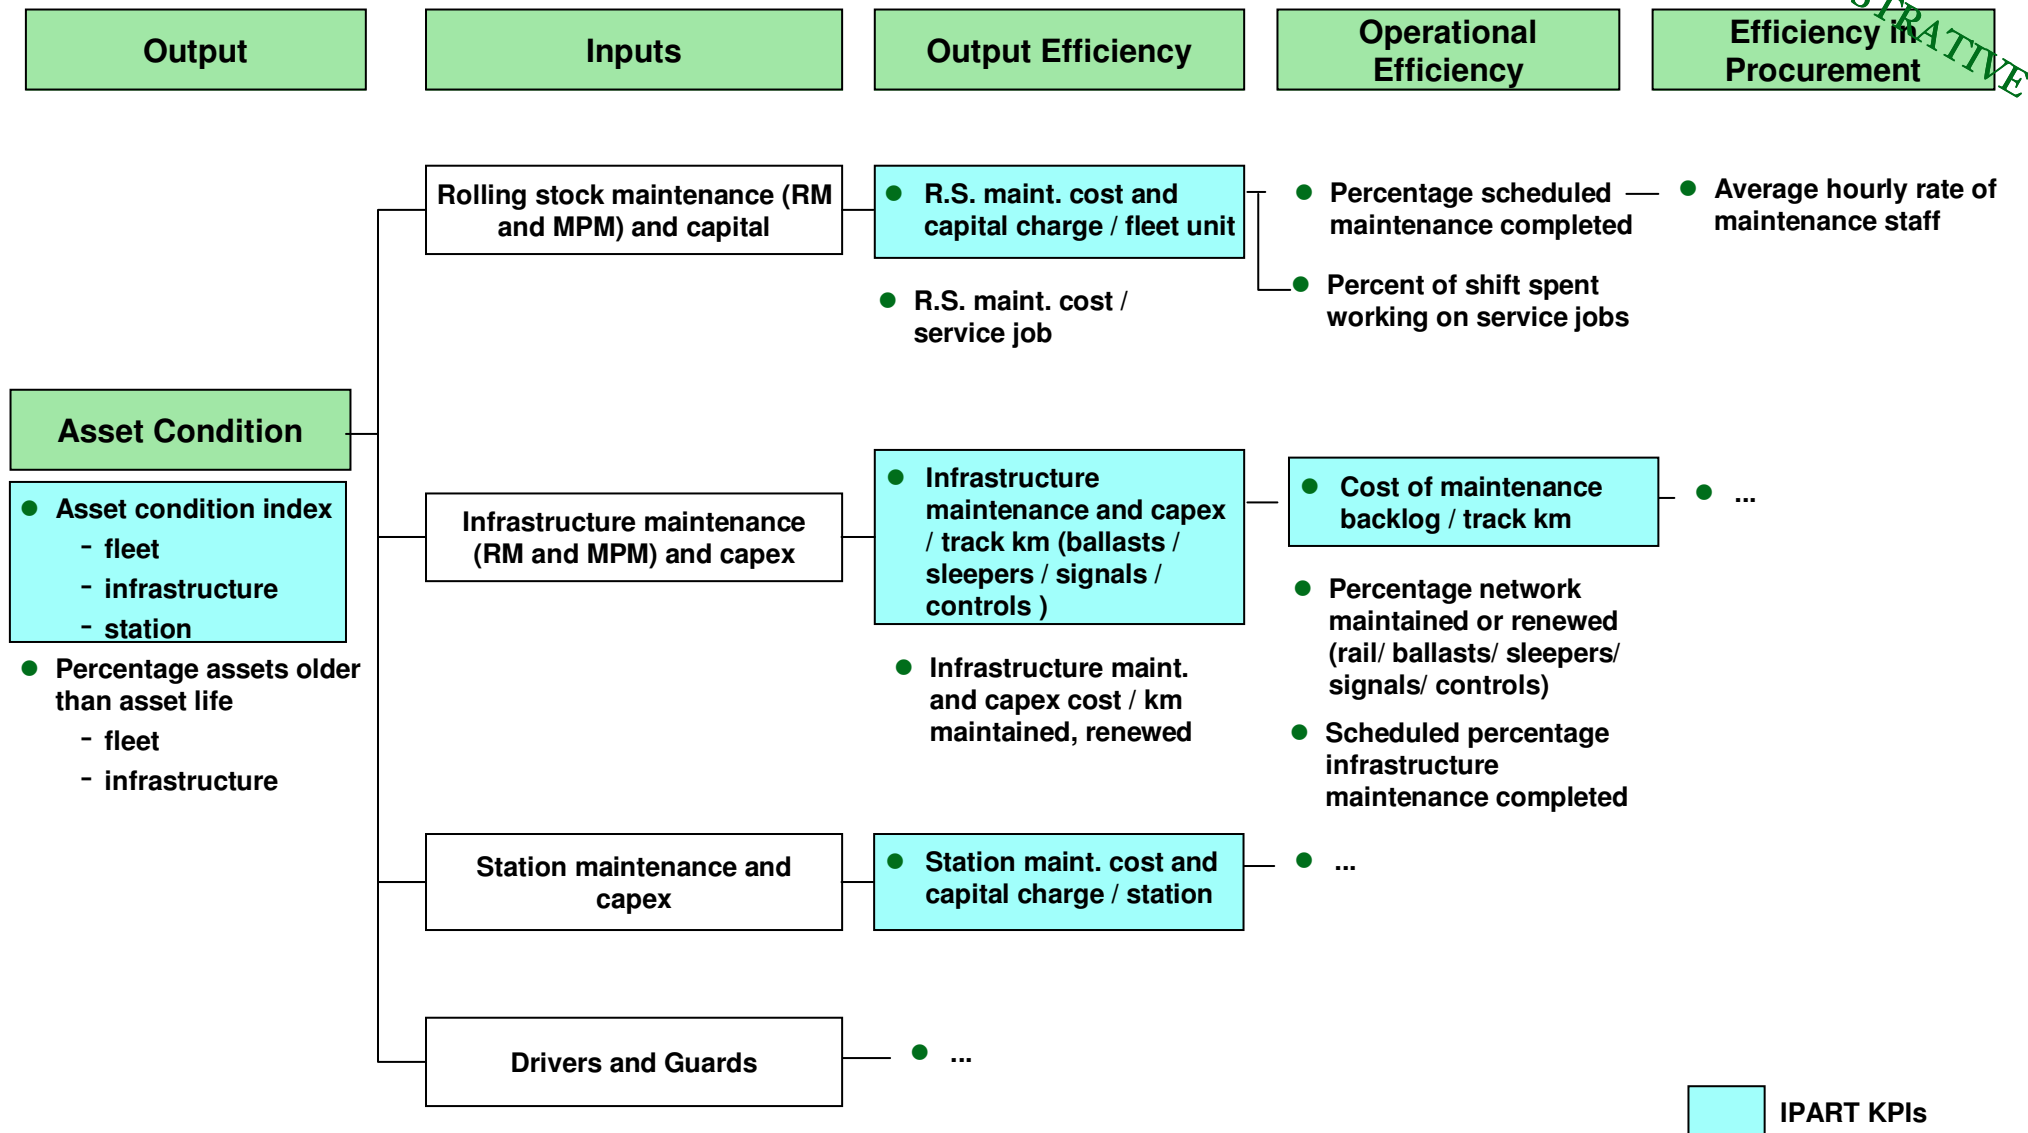 Output
Inputs
Output Efficiency
Operational
Efficiency
Efficiency in
Procurement
Rolling stock maintenance (RM
and MPM) and capital
● R.S. maint. cost and
capital charge / fleet unit
● R.S. maint. cost /
service job
● Percentage scheduled
maintenance completed
● Percent of shift spent
working on service jobs
● Average hourly rate of
maintenance staff
Asset Condition
● Asset condition index
- fleet
- infrastructure
- station
● Percentage assets older
than asset life
- fleet
- infrastructure
Infrastructure maintenance
(RM and MPM) and capex
● Infrastructure
maintenance and capex
/ track km (ballasts /
sleepers / signals /
controls )
● Infrastructure maint.
and capex cost / km
maintained, renewed
● Cost of maintenance
backlog / track km
● Percentage network
maintained or renewed
(rail/ ballasts/ sleepers/
signals/ controls)
● Scheduled percentage
infrastructure
maintenance completed
● ...
Station maintenance and
capex
● Station maint. cost and
capital charge / station
● ...
Drivers and Guards
● ...
IPART KPIs